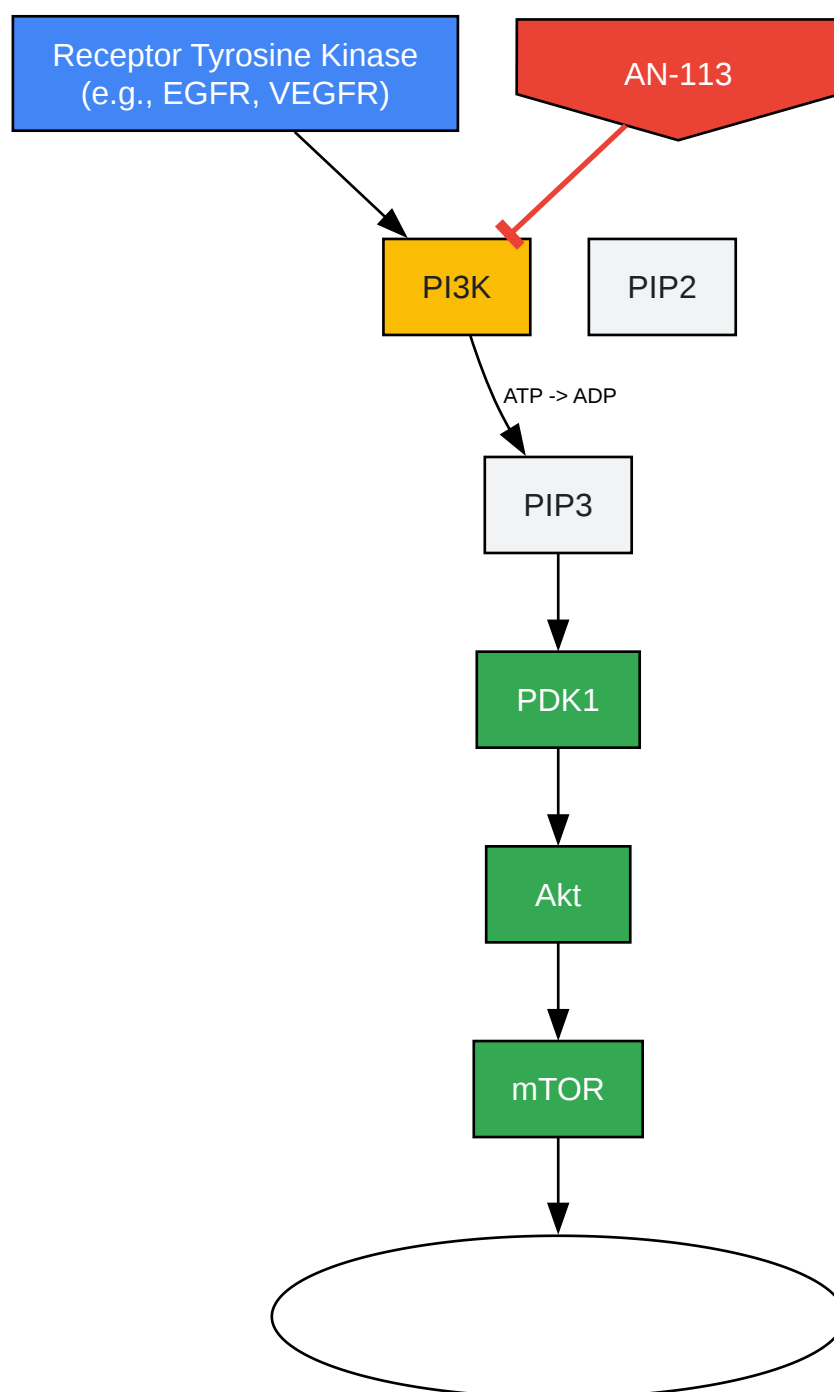 Receptor Tyrosine Kinase
(e.g., EGFR, VEGFR)
AN-113
PI3K
PIP2
ATP -> ADP
PIP3
PDK1
Akt
mTOR